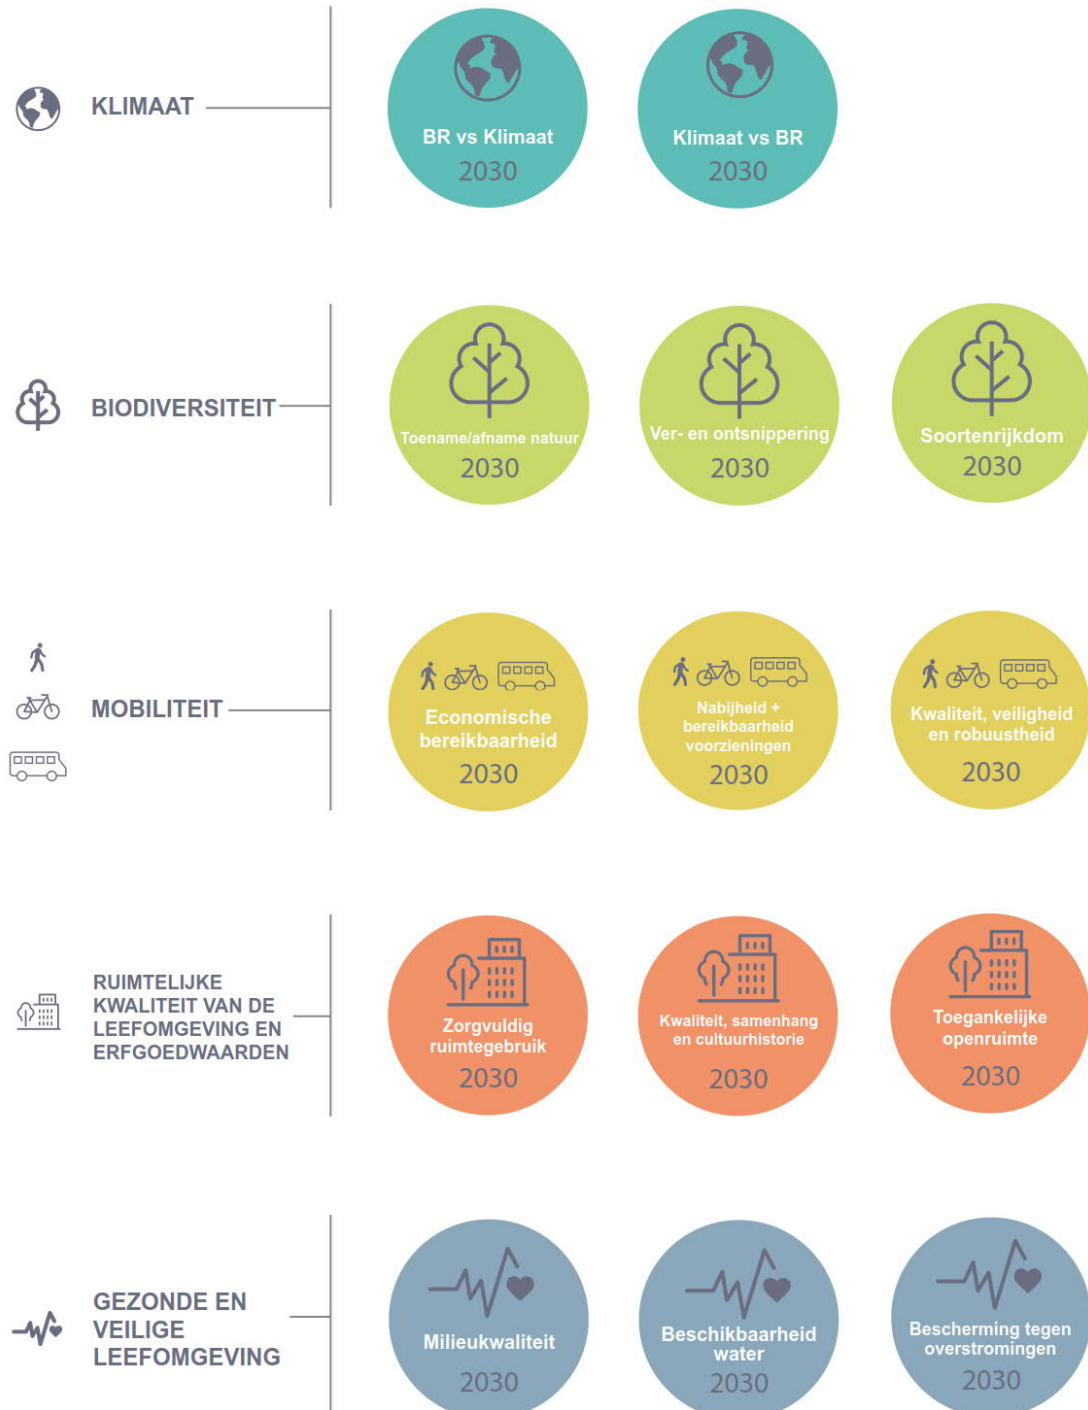 KLIMAAT
BR vs Klimaat
2030
Klimaat vs BR
2030
BIODIVERSITEIT
Toename/afname natuur
2030
Ver- en ontsnippering
2030
Soortenrijkdom
2030
MOBILITEIT
Economische
bereikbaarheid
2030
Nabijheid +
bereikbaarheid
voorzieningen
2030
Kwaliteit, veiligheid
en robuustheid
2030
RUIMTELIJKE
KWALITEIT VAN DE
LEEFOMGEVING EN
ERFGOEDWAARDEN
Zorgvuldig
ruimtegebruik
2030
Kwaliteit, samenhang
en cultuurhistorie
2030
Toegankelijke
openruimte
2030
GEZONDE EN
VEILIGE
LEEFOMGEVING
Milieukwaliteit
2030
Beschikbaarheid
water
2030
Bescherming tegen
overstromingen
2030